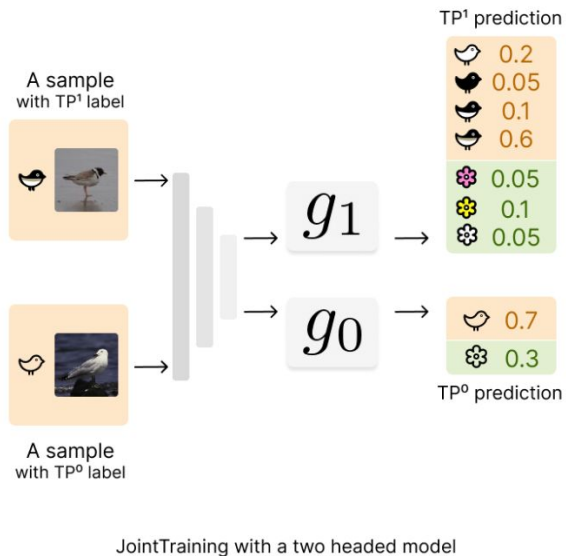 TP¹ prediction
0.2
0.05
0.1
0.6
0.05
0.1
0.05
A sample
with TP¹ label
g₁
g₀
0.7
0.3
TP⁰ prediction
A sample
with TP⁰ label
JointTraining with a two headed model